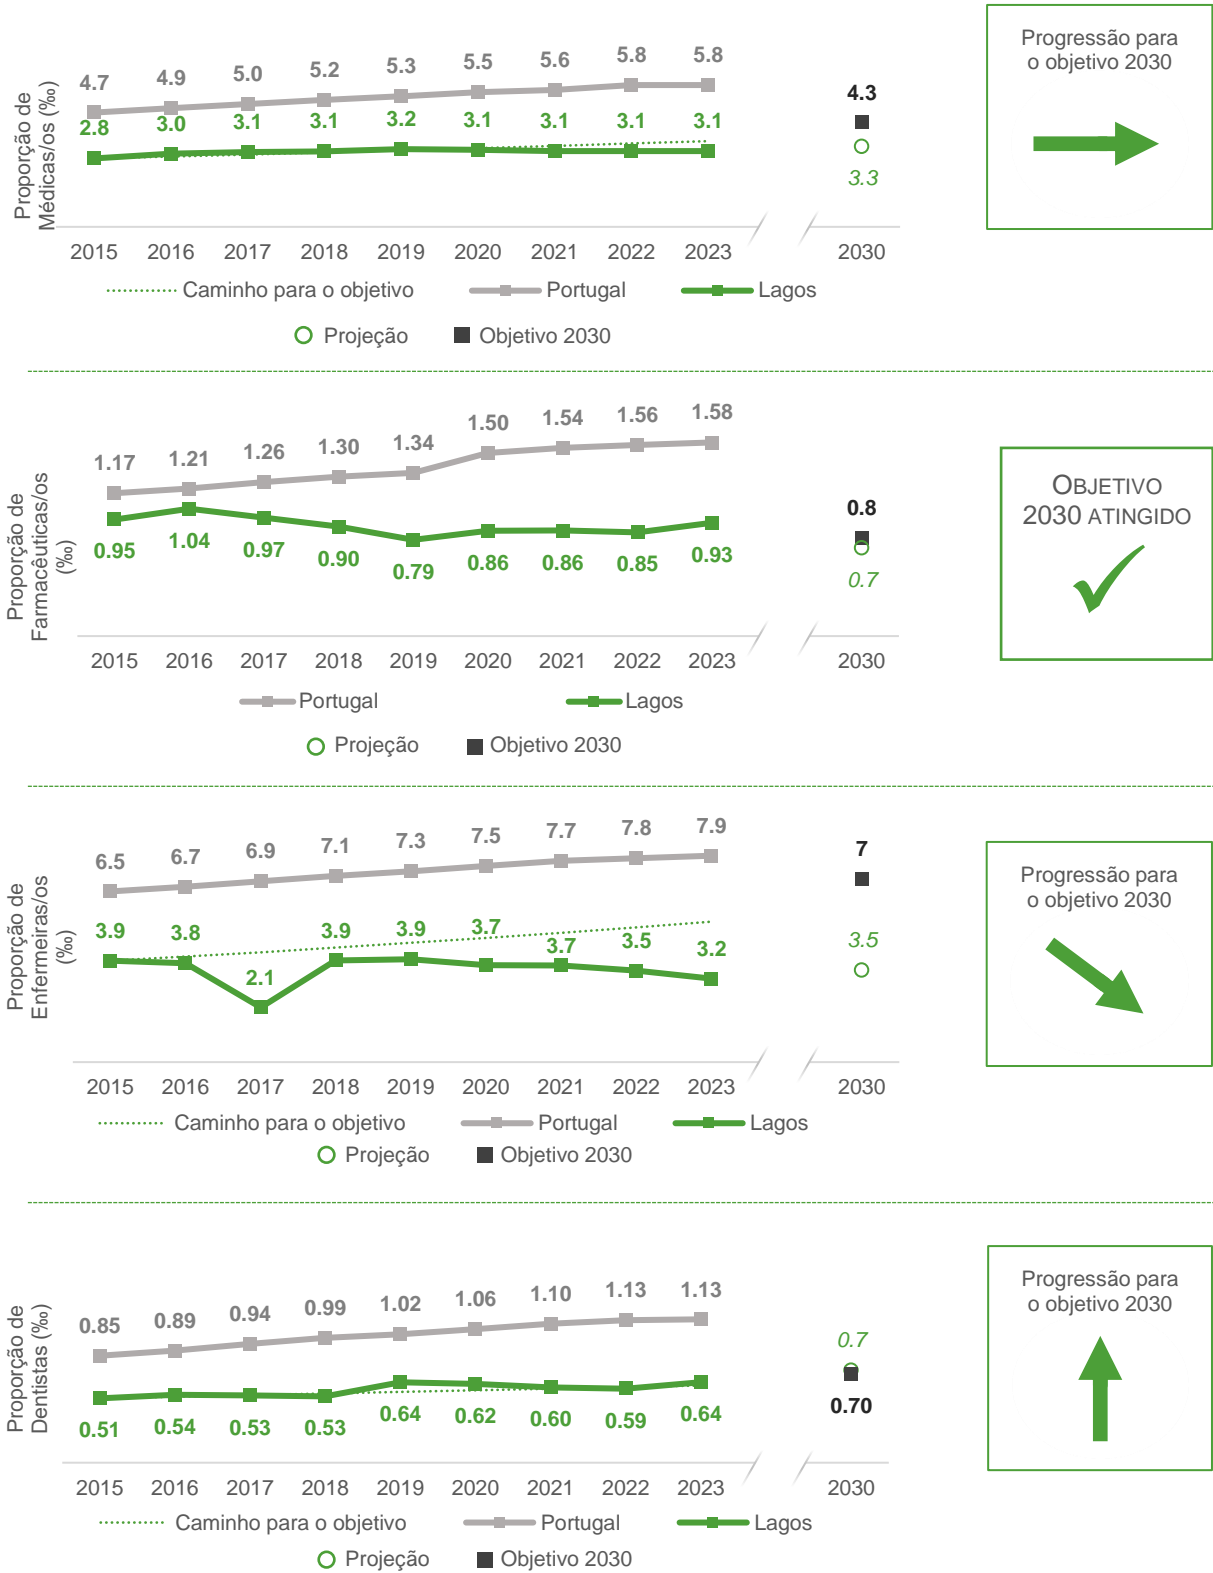 Proporção de
Médicas/os (‰)
4.7 4.9 5.0 5.2 5.3 5.5 5.6 5.8 5.8
2.8 3.0 3.1 3.1 3.2 3.1 3.1 3.1 3.1
4.3
3.3
2015 2016 2017 2018 2019 2020 2021 2022 2023 2030
Caminho para o objetivo Portugal Lagos
Projeção Objetivo 2030
Progressão para
o objetivo 2030
Proporção de
Farmacêuticas/os
(‰)
1.17 1.21 1.26 1.30 1.34 1.50 1.54 1.56 1.58
0.95 1.04 0.97 0.90 0.79 0.86 0.86 0.85 0.93
0.8
0.7
2015 2016 2017 2018 2019 2020 2021 2022 2023 2030
Portugal Lagos
Projeção Objetivo 2030
OBJETIVO
2030 ATINGIDO
Proporção de
Enfermeiras/os
(‰)
6.5 6.7 6.9 7.1 7.3 7.5 7.7 7.8 7.9
3.9 3.8 2.1 3.9 3.9 3.7 3.7 3.5 3.2
7
3.5
2015 2016 2017 2018 2019 2020 2021 2022 2023 2030
Caminho para o objetivo Portugal Lagos
Projeção Objetivo 2030
Progressão para
o objetivo 2030
Proporção de
Dentistas (‰)
0.85 0.89 0.94 0.99 1.02 1.06 1.10 1.13 1.13
0.51 0.54 0.53 0.53 0.64 0.62 0.60 0.59 0.64
0.7
0.70
2015 2016 2017 2018 2019 2020 2021 2022 2023 2030
Caminho para o objetivo Portugal Lagos
Projeção Objetivo 2030
Progressão para
o objetivo 2030